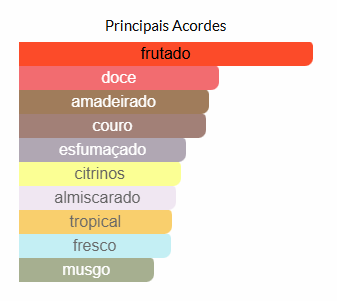 Principais Acordes
frutado
doce
amadeirado
couro
esfumaçado
citrinos
almiscarado
tropical
fresco
musgo